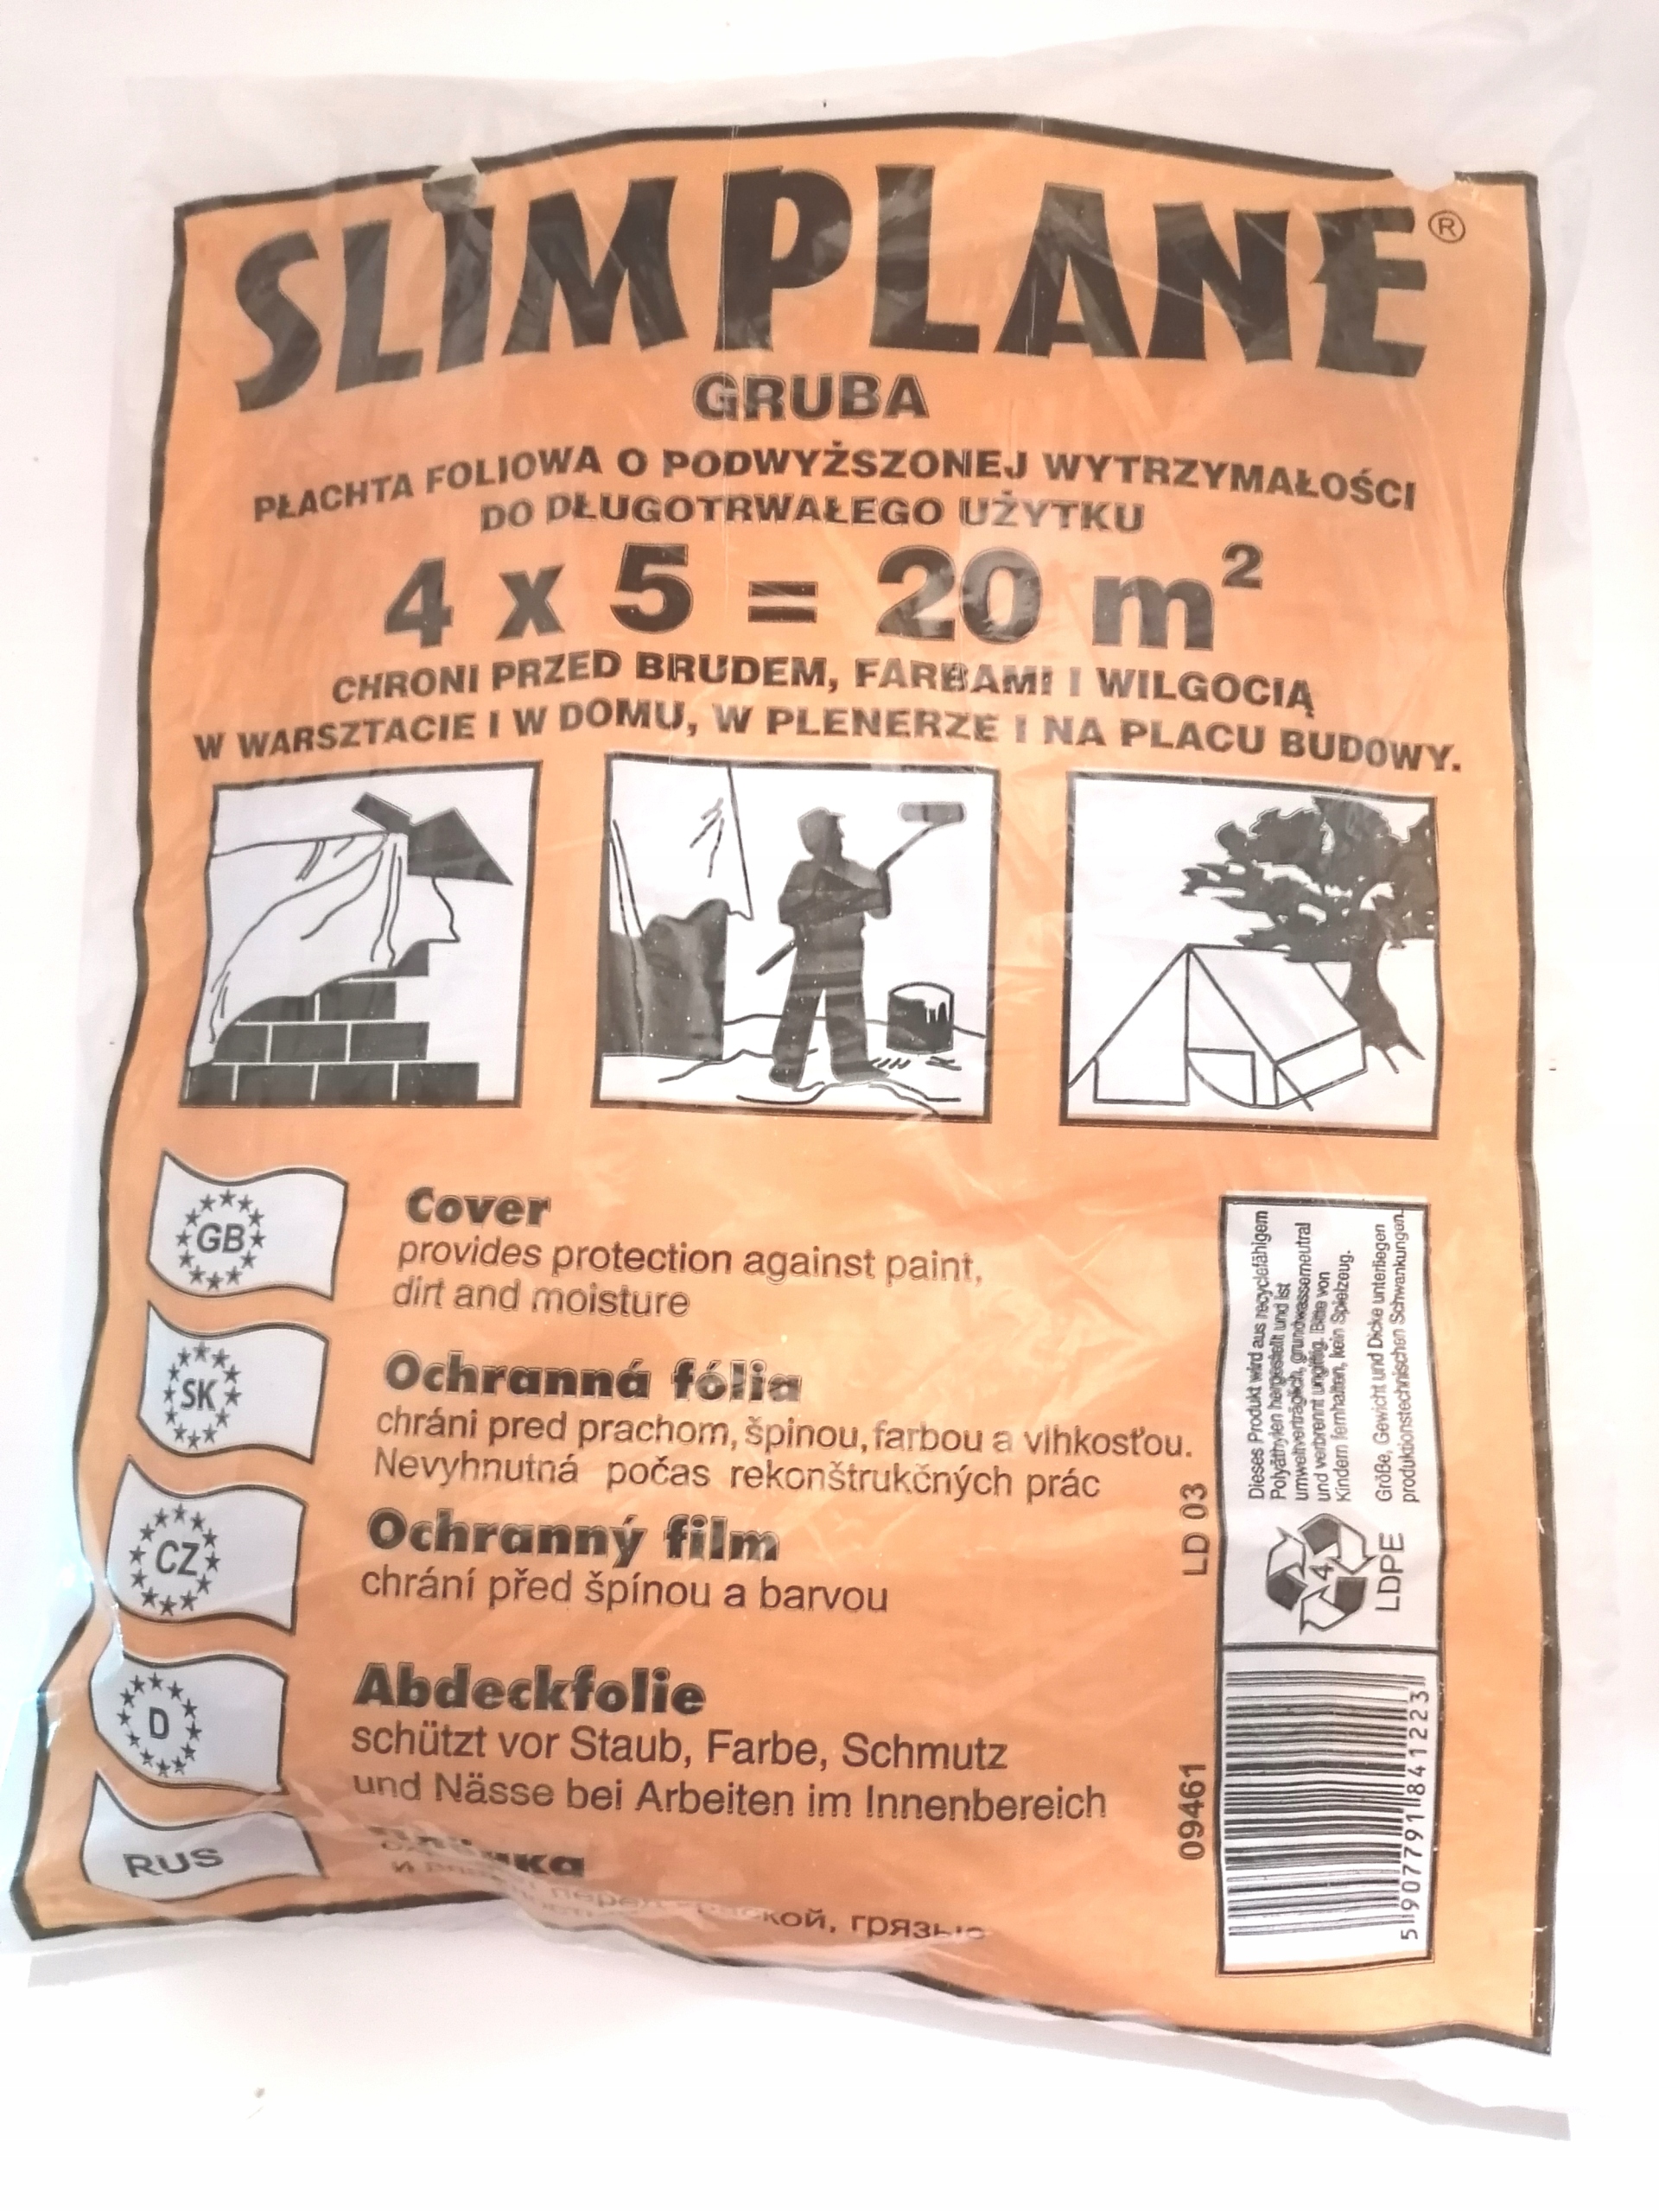 SLIMPLANE®
GRUBA
PŁACHTA FOLIOWA O PODWYŻSZONEJ WYTRZYMAŁOŚCI
DO DŁUGOTRWAŁEGO UŻYTKU
4 x 5 = 20 m²
CHRONI PRZED BRUDEM, FARBAMI I WILGOCIĄ
W WARSZTACIE I W DOMU, W PLENERZE I NA PLACU BUDOWY.
GB
Cover
provides protection against paint,
dirt and moisture
SK
Ochranná fólia
chráni pred prachom, špinou, farbou a vlhkosťou.
Nevyhnutná počas rekonštrukčných prác
CZ
Ochranný film
chrání před špínou a barvou
D
Abdeckfolie
schützt vor Staub, Farbe, Schmutz
und Nässe bei Arbeiten im Innenbereich
RUS
грязью
LD 03
09461
Dieses Produkt wird aus recyclefähigem
Polyäthylen hergestellt und ist
umweltverträglich, grundwasserneutral
und verbrennt ungiftig. Bitte von
Kindern fernhalten, kein Spielzeug.
Größe, Gewicht und Dicke unterliegen
produktionstechnischen Schwankungen.
4
LDPE
5 907791 841223